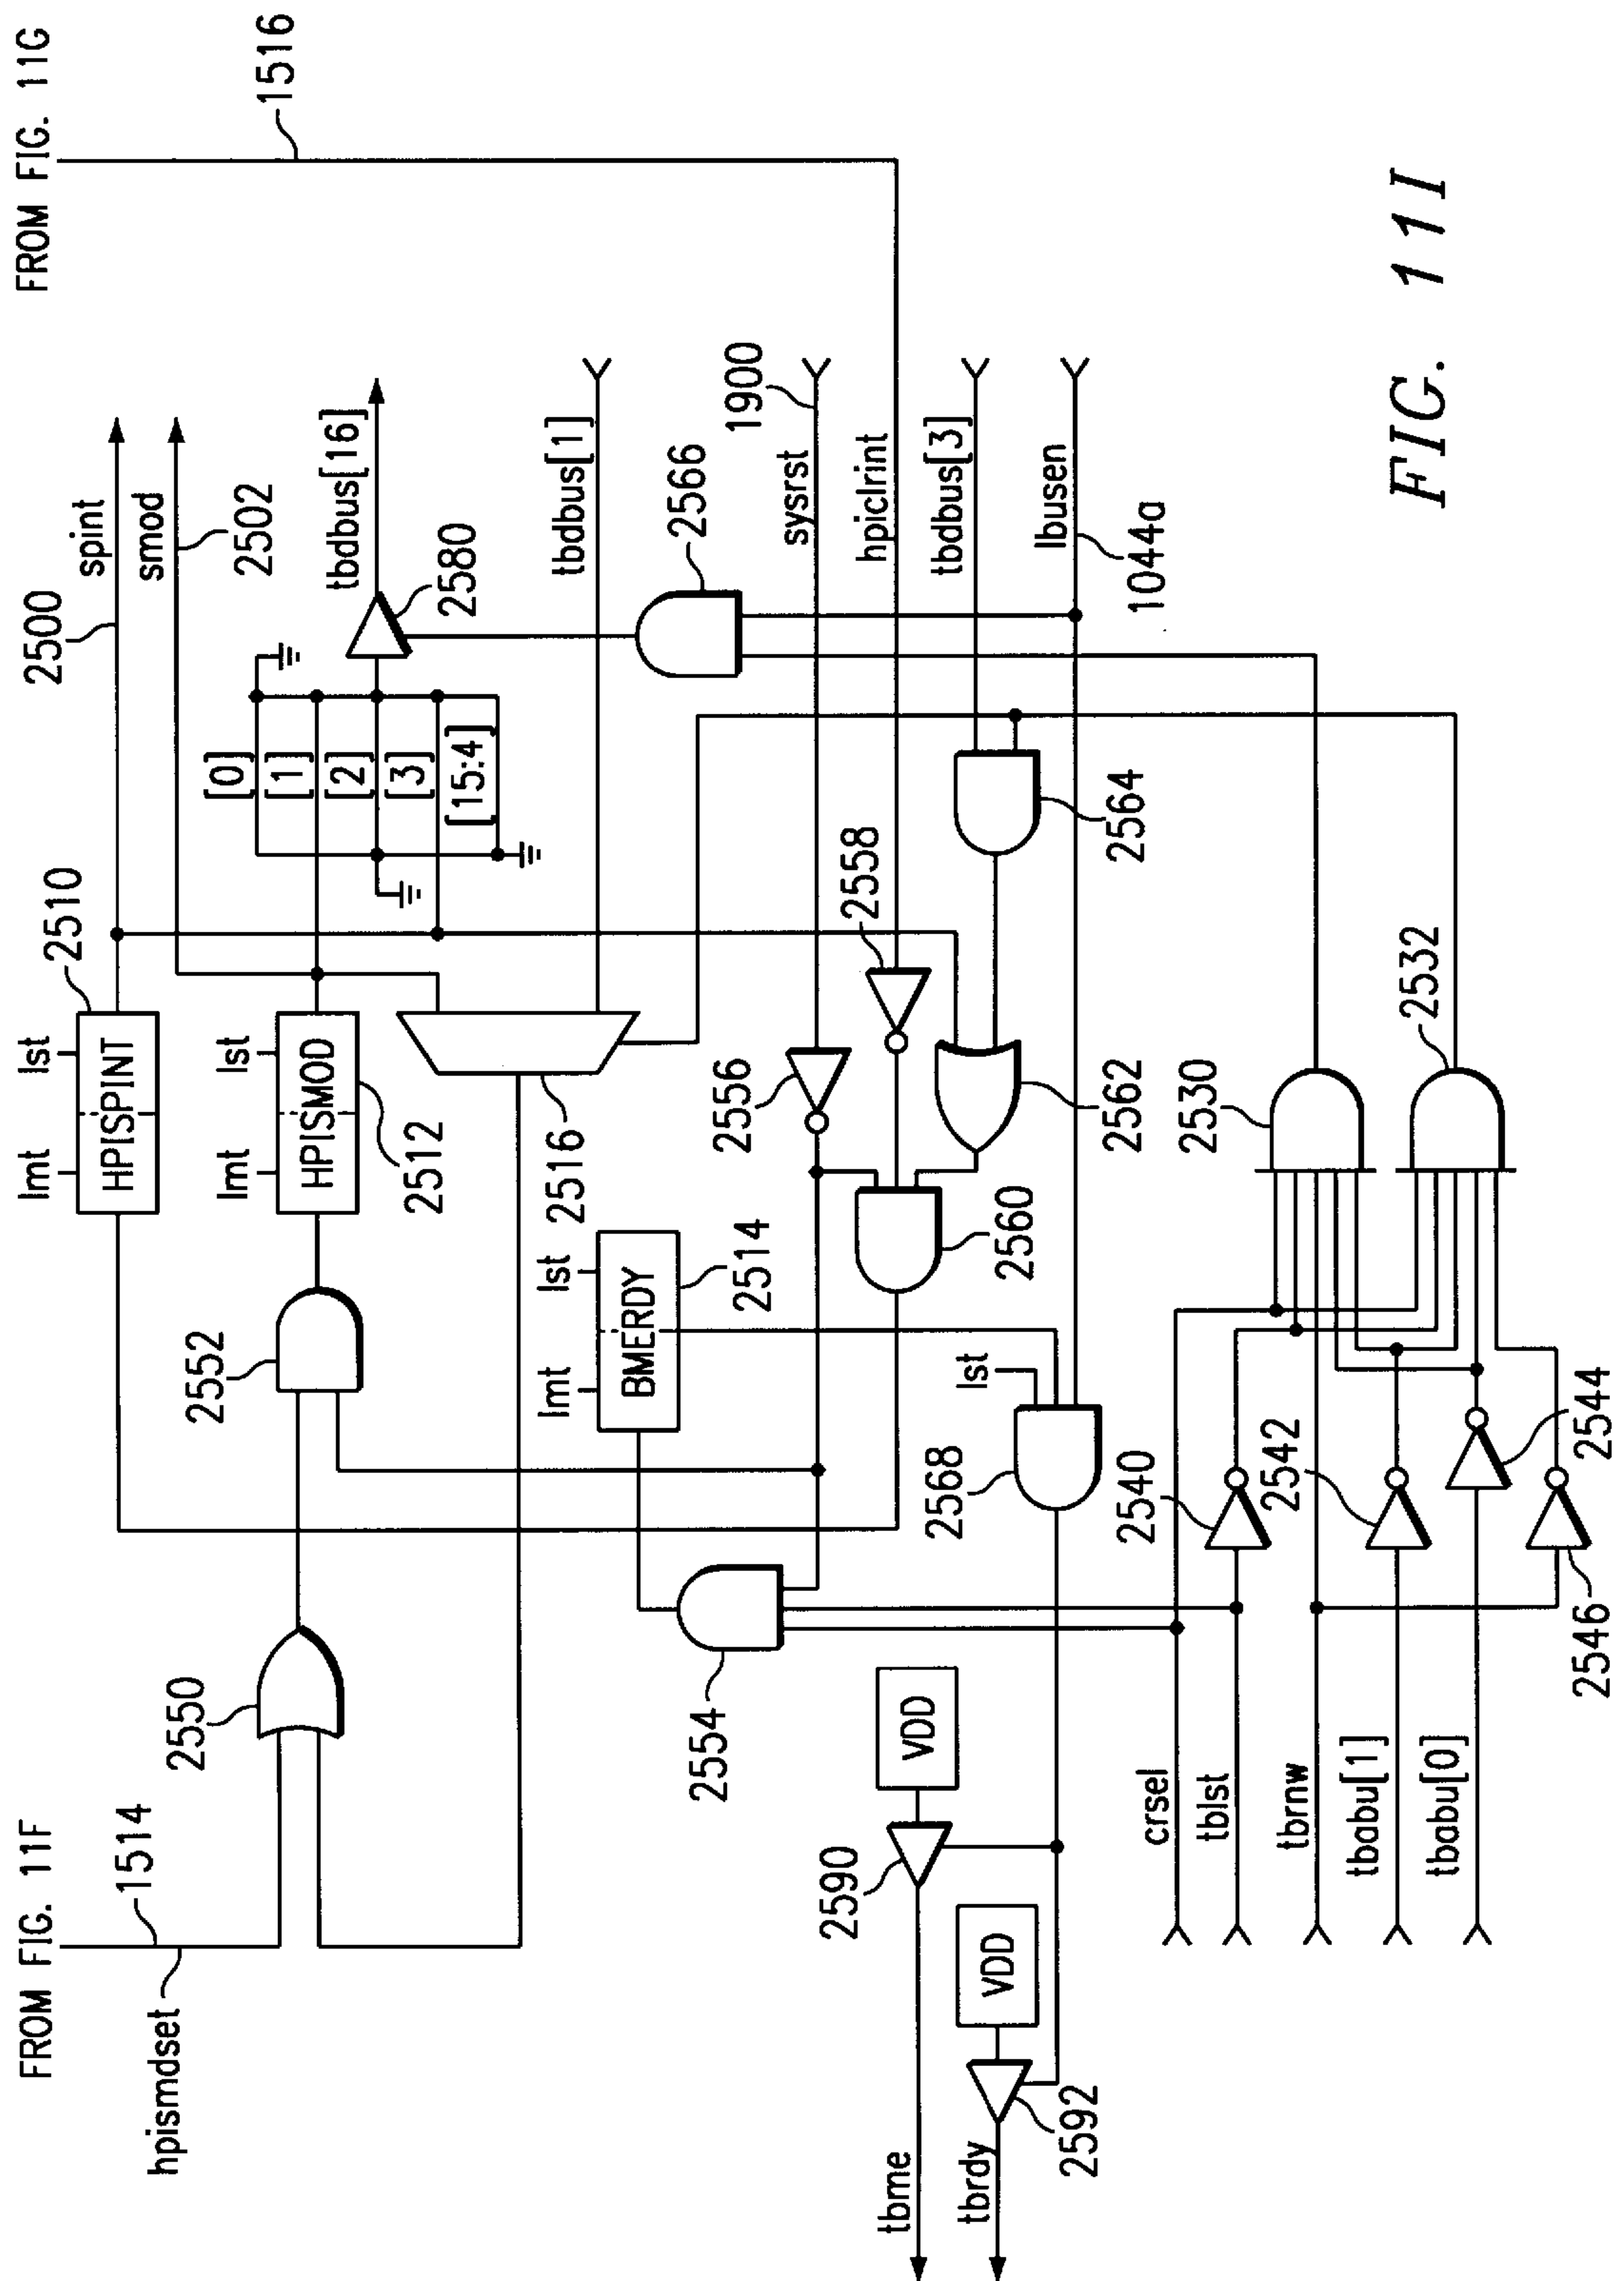 FROM FIG. 11F
FROM FIG. 11G
hpismdset
1514
2550
2552
lmt
lst
HPISPINT
2510
2500
spint
smod
2502
1516
lmt
lst
HPISMOD
2512
[0]
[1]
[2]
[3]
[15:4]
tbdbus[16]
2580
2516
tbdbus[1]
lmt
lst
BMERDY
2514
2554
2566
2556
1900
sysrst
2558
hpiclrint
VDD
2590
tbme
2560
2562
tbdbus[3]
2564
VDD
2592
tbrdy
2568
lst
lbusen
1044a
crsel
tblst
tbrnw
tbabu[1]
tbabu[0]
2540
2542
2544
2546
2530
2532
FIG. 11I